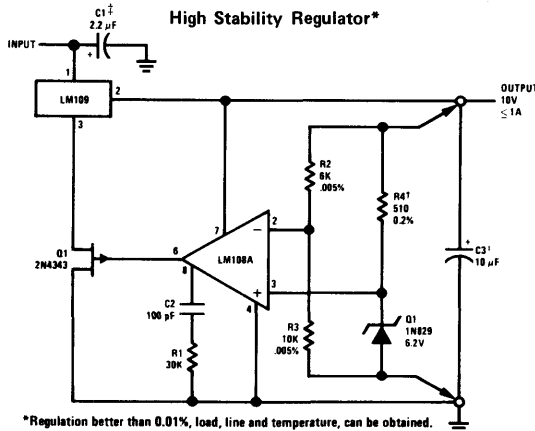 High Stability Regulator*
C1‡
2.2 µF
+
INPUT
1
LM109
2
3
OUTPUT
10V
≤ 1A
R2
6K
.005%
R4†
510
0.2%
7
2
−
Q1
2N4343
6
8
LM108A
+
C3‡
10 µF
3
+
4
C2
100 pF
R3
10K
.005%
Q1
1N829
6.2V
R1
30K
*Regulation better than 0.01%, load, line and temperature, can be obtained.